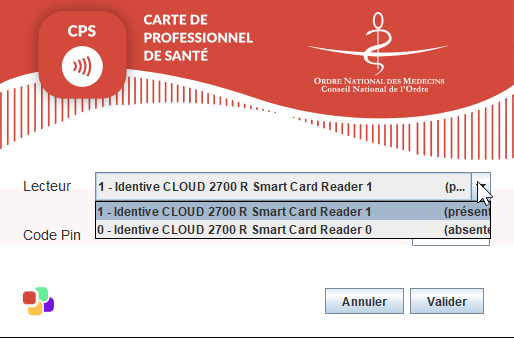 CPS
CARTE DE
PROFESSIONNEL
DE SANTÉ
ORDRE NATIONAL DES MEDECINS
Conseil National de l'Ordre
Lecteur
1 - Identive CLOUD 2700 R Smart Card Reader 1 (p...
1 - Identive CLOUD 2700 R Smart Card Reader 1 (présent
0 - Identive CLOUD 2700 R Smart Card Reader 0 (absente
Code Pin
Annuler
Valider